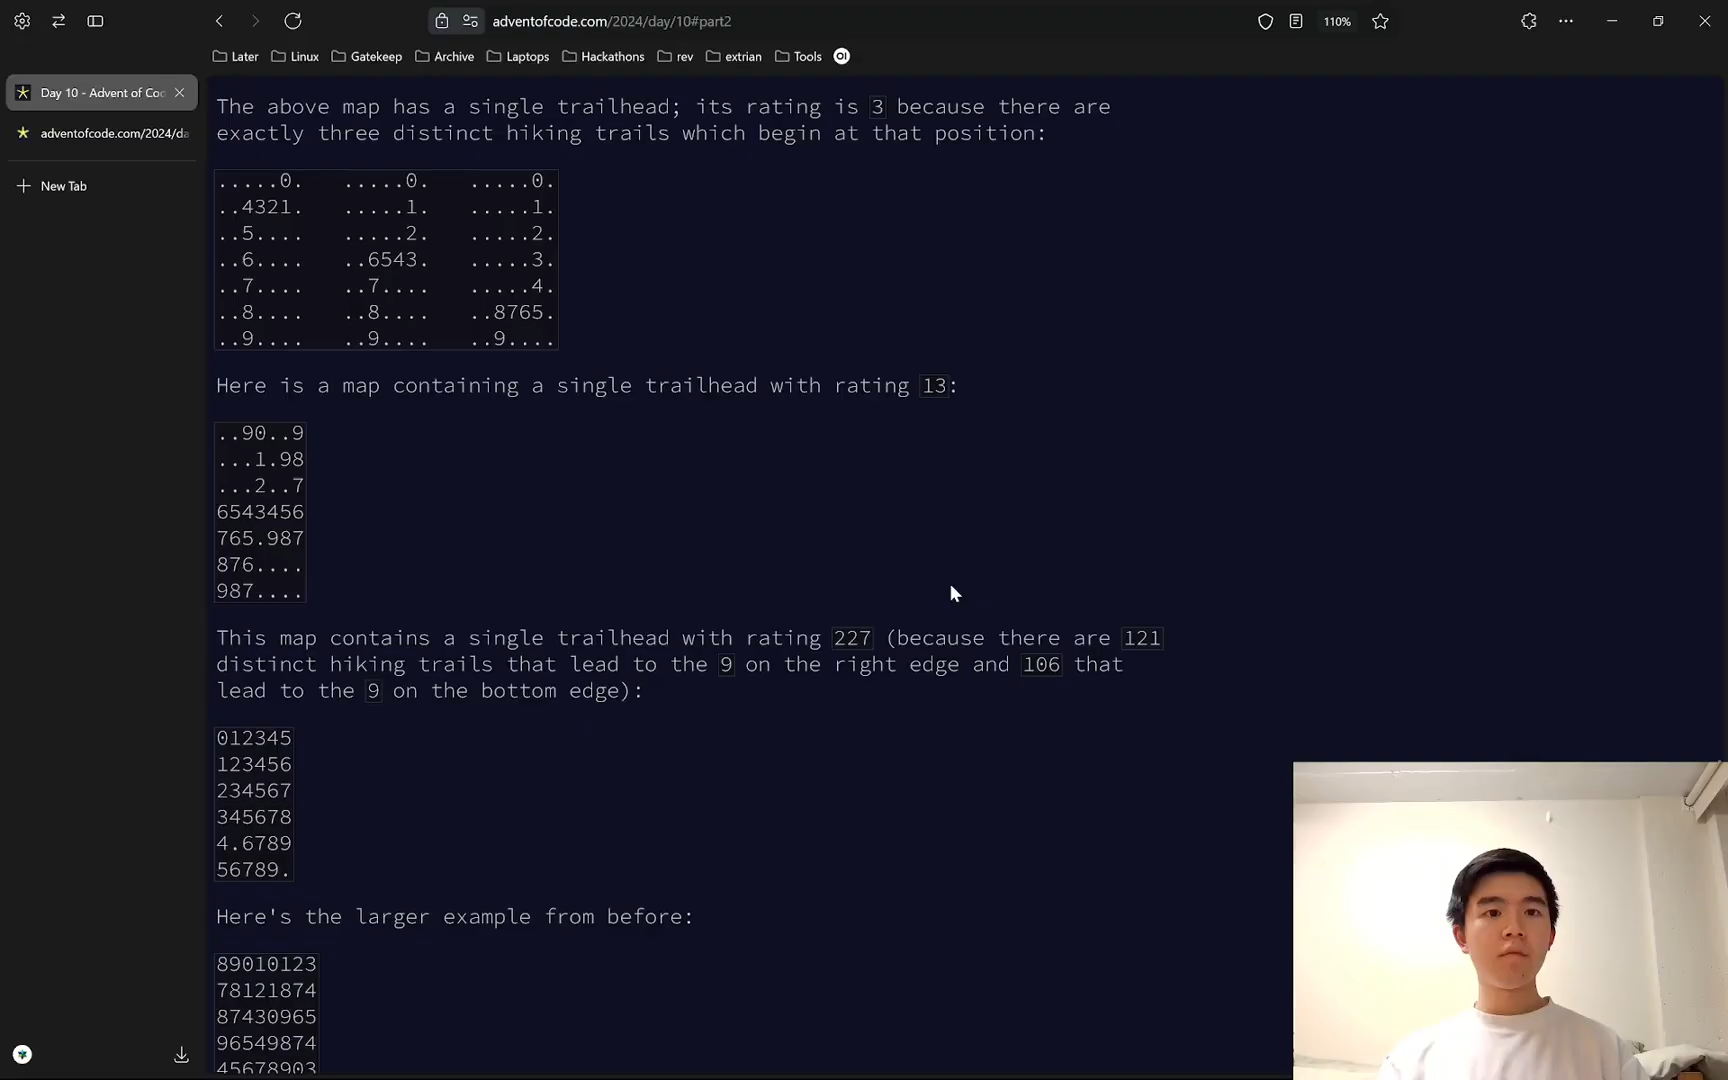 adventofcode.com/2024/day/10#part2
110%
Later
Linux
Gatekeep
Archive
Laptops
Hackathons
rev
extrian
Tools
Day 10 - Advent of Coc
adventofcode.com/2024/da
New Tab
The above map has a single trailhead; its rating is 3 because there are
exactly three distinct hiking trails which begin at that position:
.....0. .....0. .....0.
..4321. .....1. .....1.
..5.... .....2. .....2.
..6.... ..6543. .....3.
..7.... ..7.... .....4.
..8.... ..8.... ..8765.
..9.... ..9.... ..9....
Here is a map containing a single trailhead with rating 13:
..90..9
...1.98
...2..7
6543456
765.987
876....
987....
This map contains a single trailhead with rating 227 (because there are 121
distinct hiking trails that lead to the 9 on the right edge and 106 that
lead to the 9 on the bottom edge):
012345
123456
234567
345678
4.6789
56789.
Here's the larger example from before:
89010123
78121874
87430965
96549874
45678903